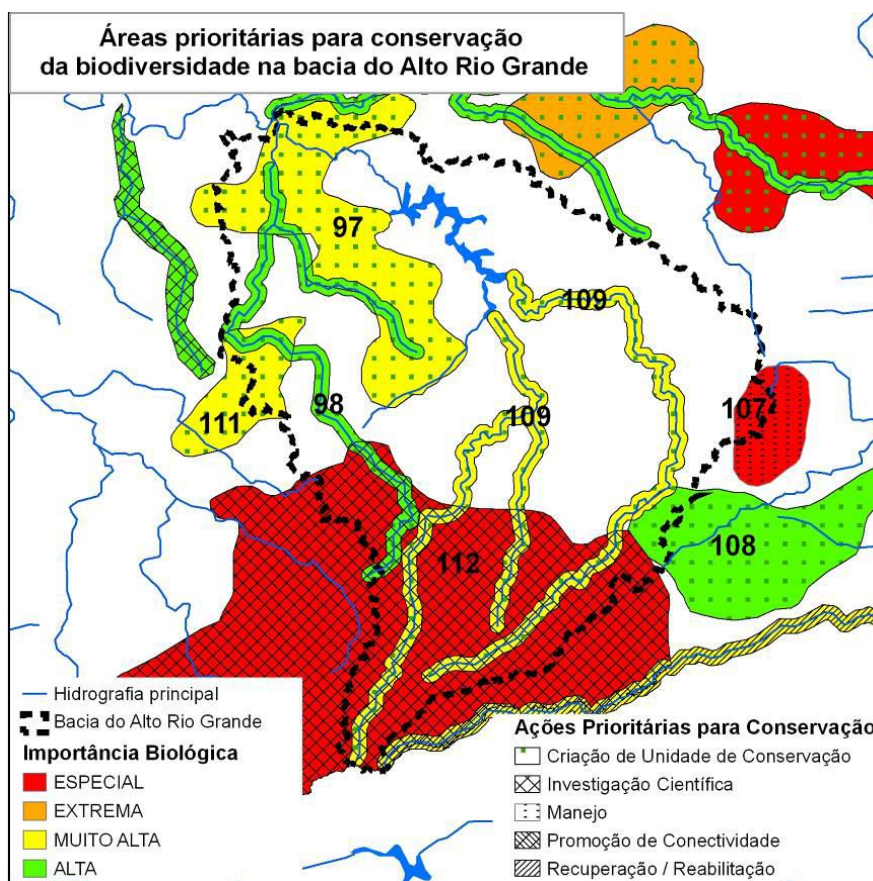 Áreas prioritárias para conservação
da biodiversidade na bacia do Alto Rio Grande
97
109
109
98
111
107
108
112
Hidrografia principal
Bacia do Alto Rio Grande
Importância Biológica
ESPECIAL
EXTREMA
MUITO ALTA
ALTA
Ações Prioritárias para Conservação
Criação de Unidade de Conservação
Investigação Científica
Manejo
Promoção de Conectividade
Recuperação / Reabilitação